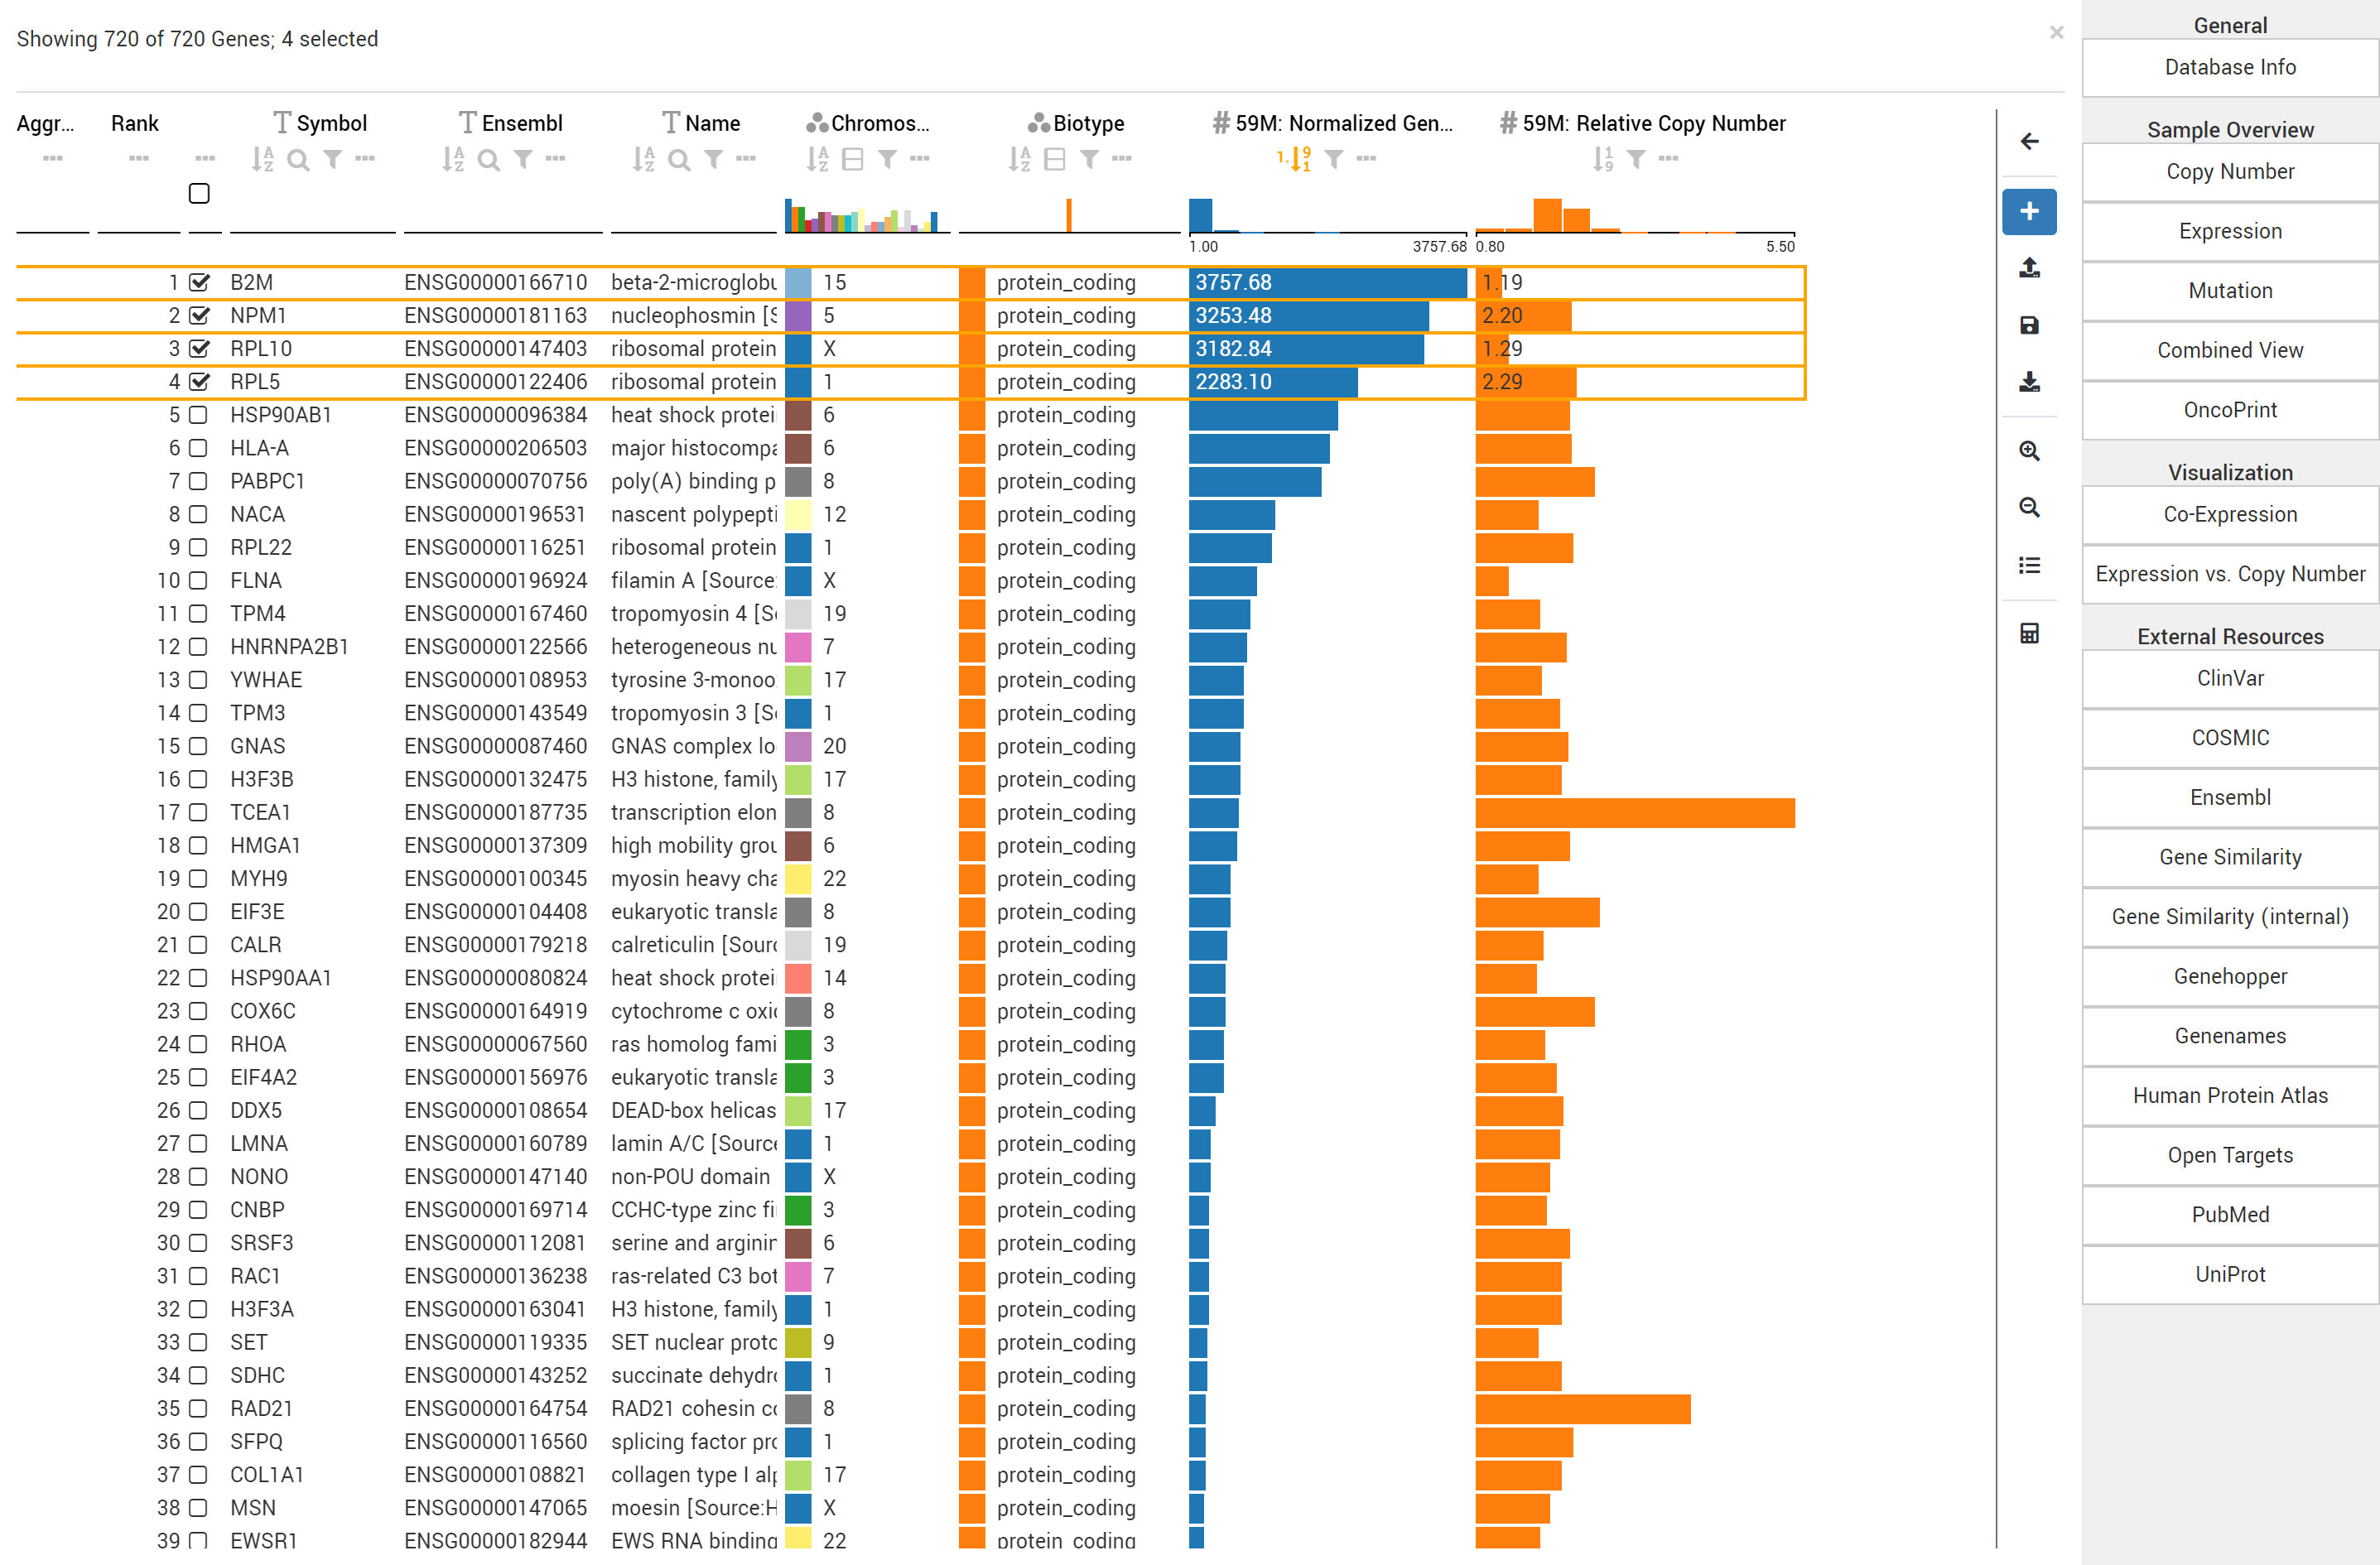 Showing 720 of 720 Genes; 4 selected
×
Aggr... Rank Symbol Ensembl Name Chromos... Biotype 59M: Normalized Gen... 59M: Relative Copy Number
1.00 3757.68 0.80 5.50
1 B2M ENSG00000166710 beta-2-microglobu 15 protein_coding 3757.68 1.19
2 NPM1 ENSG00000181163 nucleophosmin [S 5 protein_coding 3253.48 2.20
3 RPL10 ENSG00000147403 ribosomal protein X protein_coding 3182.84 1.29
4 RPL5 ENSG00000122406 ribosomal protein 1 protein_coding 2283.10 2.29
5 HSP90AB1 ENSG00000096384 heat shock protei 6 protein_coding
6 HLA-A ENSG00000206503 major histocompa 6 protein_coding
7 PABPC1 ENSG00000070756 poly(A) binding p 8 protein_coding
8 NACA ENSG00000196531 nascent polypepti 12 protein_coding
9 RPL22 ENSG00000116251 ribosomal protein 1 protein_coding
10 FLNA ENSG00000196924 filamin A [Source: X protein_coding
11 TPM4 ENSG00000167460 tropomyosin 4 [So 19 protein_coding
12 HNRNPA2B1 ENSG00000122566 heterogeneous nu 7 protein_coding
13 YWHAE ENSG00000108953 tyrosine 3-monoo 17 protein_coding
14 TPM3 ENSG00000143549 tropomyosin 3 [So 1 protein_coding
15 GNAS ENSG00000087460 GNAS complex lo 20 protein_coding
16 H3F3B ENSG00000132475 H3 histone, family 17 protein_coding
17 TCEA1 ENSG00000187735 transcription elon 8 protein_coding
18 HMGA1 ENSG00000137309 high mobility grou 6 protein_coding
19 MYH9 ENSG00000100345 myosin heavy cha 22 protein_coding
20 EIF3E ENSG00000104408 eukaryotic transla 8 protein_coding
21 CALR ENSG00000179218 calreticulin [Sourc 19 protein_coding
22 HSP90AA1 ENSG00000080824 heat shock protei 14 protein_coding
23 COX6C ENSG00000164919 cytochrome c oxid 8 protein_coding
24 RHOA ENSG00000067560 ras homolog fami 3 protein_coding
25 EIF4A2 ENSG00000156976 eukaryotic transla 3 protein_coding
26 DDX5 ENSG00000108654 DEAD-box helicas 17 protein_coding
27 LMNA ENSG00000160789 lamin A/C [Source 1 protein_coding
28 NONO ENSG00000147140 non-POU domain X protein_coding
29 CNBP ENSG00000169714 CCHC-type zinc fi 3 protein_coding
30 SRSF3 ENSG00000112081 serine and arginin 6 protein_coding
31 RAC1 ENSG00000136238 ras-related C3 bot 7 protein_coding
32 H3F3A ENSG00000163041 H3 histone, family 1 protein_coding
33 SET ENSG00000119335 SET nuclear proto 9 protein_coding
34 SDHC ENSG00000143252 succinate dehydro 1 protein_coding
35 RAD21 ENSG00000164754 RAD21 cohesin co 8 protein_coding
36 SFPQ ENSG00000116560 splicing factor pro 1 protein_coding
37 COL1A1 ENSG00000108821 collagen type I alp 17 protein_coding
38 MSN ENSG00000147065 moesin [Source:H X protein_coding
39 EWSR1 ENSG00000182944 EWS RNA binding 22 protein_coding
General
Database Info
Sample Overview
Copy Number
Expression
Mutation
Combined View
OncoPrint
Visualization
Co-Expression
Expression vs. Copy Number
External Resources
ClinVar
COSMIC
Ensembl
Gene Similarity
Gene Similarity (internal)
Genehopper
Genenames
Human Protein Atlas
Open Targets
PubMed
UniProt